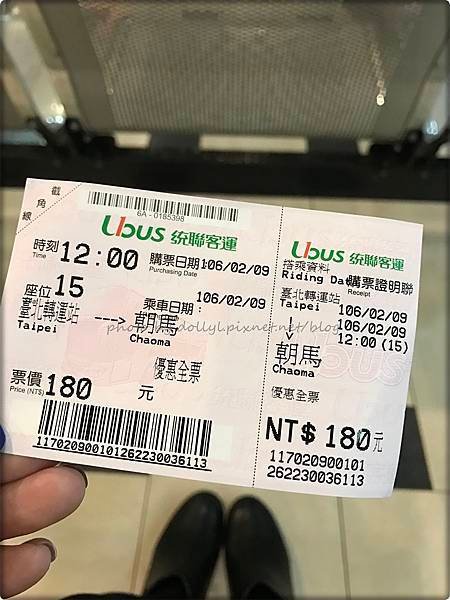 截角線
6A - 0185398
Ubus 統聯客運
時刻 12:00 購票日期: 106/02/09
Time Purchasing Date
座位 15 乘車日期: 106/02/09
臺北轉運站 ---> 朝馬
Taipei Chaoma
優惠全票
票價 180 元
Price (NT$)
117020900101262230036113
Ubus 統聯客運
搭乘資料 購票證明聯
Riding Da Receipt
臺北轉運站 106/02/09
Taipei 106/02/09
12:00 (15)
朝馬
Chaoma
優惠全票
NT$ 180元
117020900101
262230036113